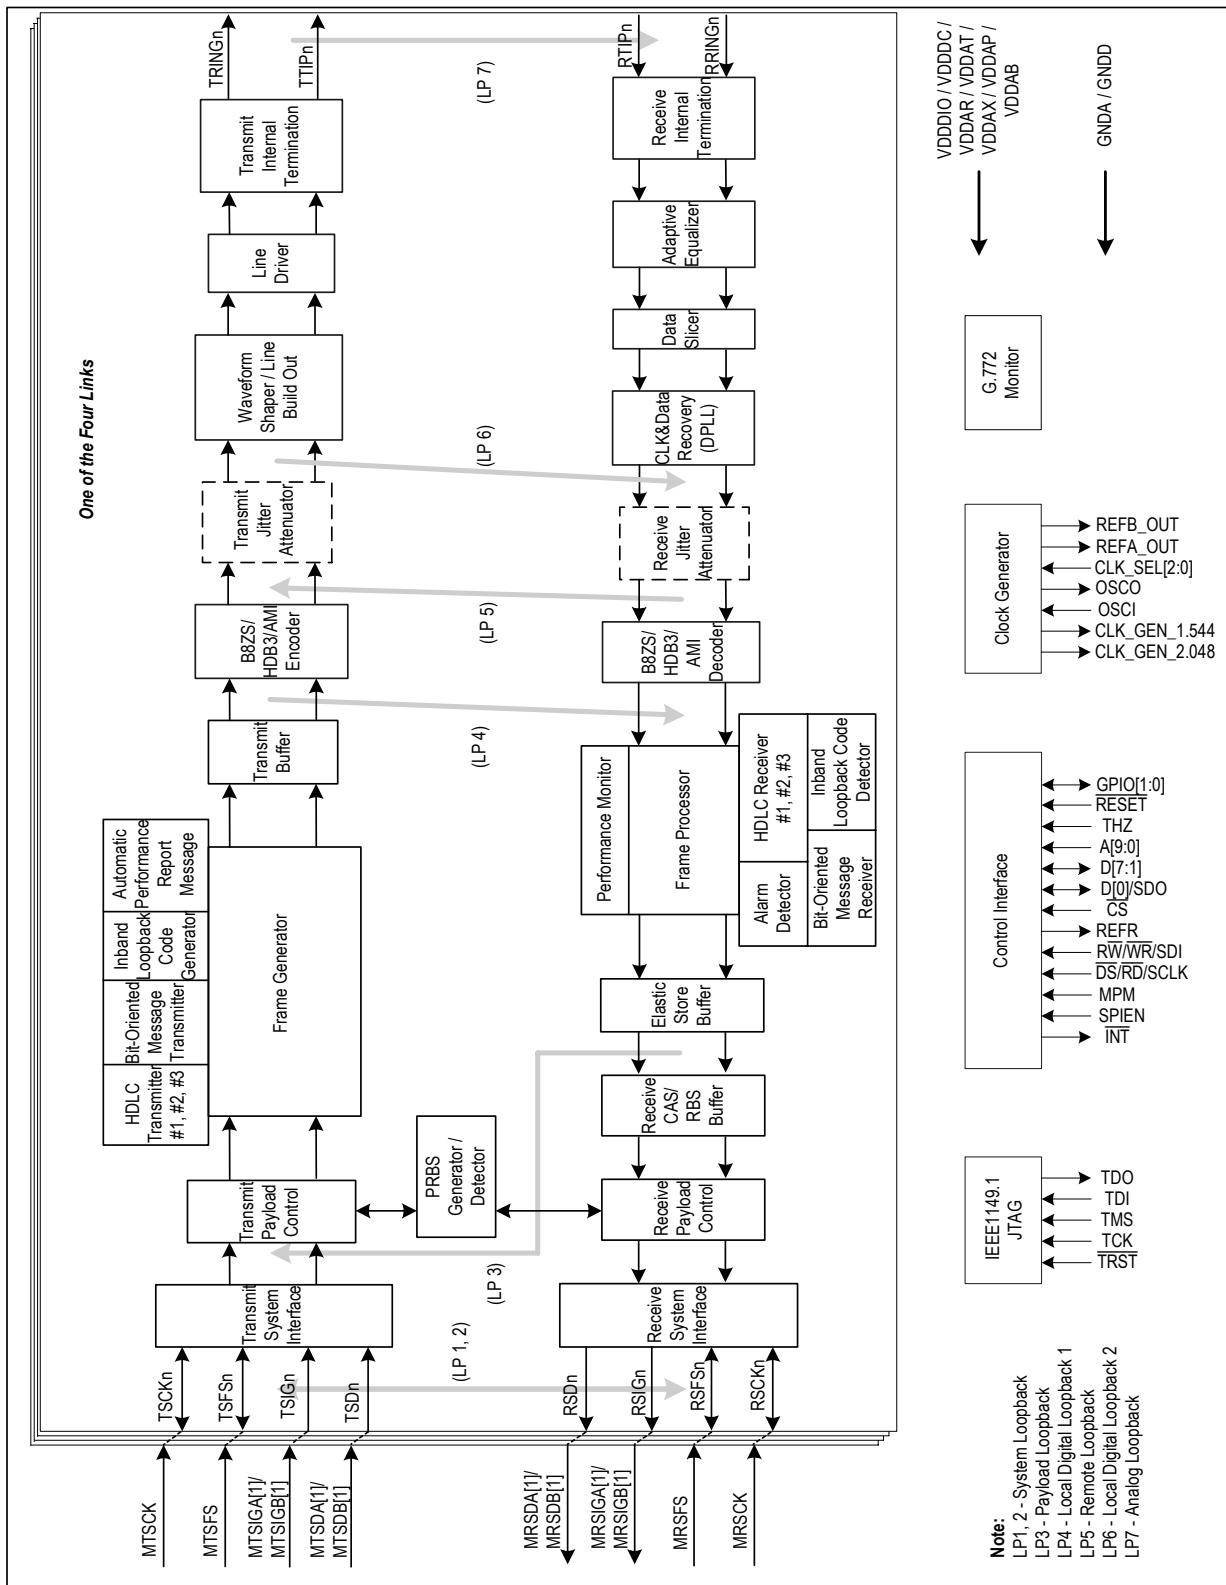 One of the Four Links
TRINGn
TTIPn
Transmit
Internal
Termination
Line
Driver
Waveform
Shaper / Line
Build Out
Transmit
Jitter
Attenuator
B8ZS/
HDB3/AMI
Encoder
Transmit
Buffer
Automatic
Performance
Report
Message
Inband
Loopback
Code
Generator
Bit-Oriented
Message
Transmitter
HDLC
Transmitter
#1, #2, #3
Frame Generator
Transmit
Payload
Control
Transmit
System
Interface
TSCKn
TSFSn
TSIGn
TSDn
MTSCK
MTSFS
MTSIGA[1]/
MTSIGB[1]
MTSDA[1]/
MTSDB[1]
(LP 7)
(LP 6)
(LP 5)
(LP 4)
(LP 3)
(LP 1, 2)
PRBS
Generator /
Detector
RTIPn
RRINGn
Receive
Internal
Termination
Adaptive
Equalizer
Data
Slicer
CLK&Data
Recovery
(DPLL)
Receive
Jitter
Attenuator
B8ZS/
HDB3/
AMI
Decoder
Performance Monitor
Frame Processor
HDLC Receiver
#1, #2, #3
Inband
Loopback Code
Detector
Alarm
Detector
Bit-Oriented
Message
Receiver
Elastic
Store
Buffer
Receive
CAS/
RBS
Buffer
Receive
Payload
Control
Receive
System
Interface
RSDn
RSIGn
RSFSn
RSCKn
MRSDA[1]/
MRSDB[1]
MRSIGA[1]/
MRSIGB[1]
MRSFS
MRSCK
VDDDIO / VDDDC /
VDDAR / VDDAT /
VDDAX / VDDAP /
VDDAB
GNDA / GNDD
G.772
Monitor
Clock Generator
REFB_OUT
REFA_OUT
CLK_SEL[2:0]
OSCO
OSCI
CLK_GEN_1.544
CLK_GEN_2.048
Control Interface
GPIO[1:0]
RESET
THZ
A[9:0]
D[7:1]
D[0]/SDO
CS
REFR
RW/WR/SDI
DS/RD/SCLK
MPM
SPIEN
INT
IEEE1149.1
JTAG
TDO
TDI
TMS
TCK
TRST
Note:
LP1, 2 - System Loopback
LP3 - Payload Loopback
LP4 - Local Digital Loopback 1
LP5 - Remote Loopback
LP6 - Local Digital Loopback 2
LP7 - Analog Loopback